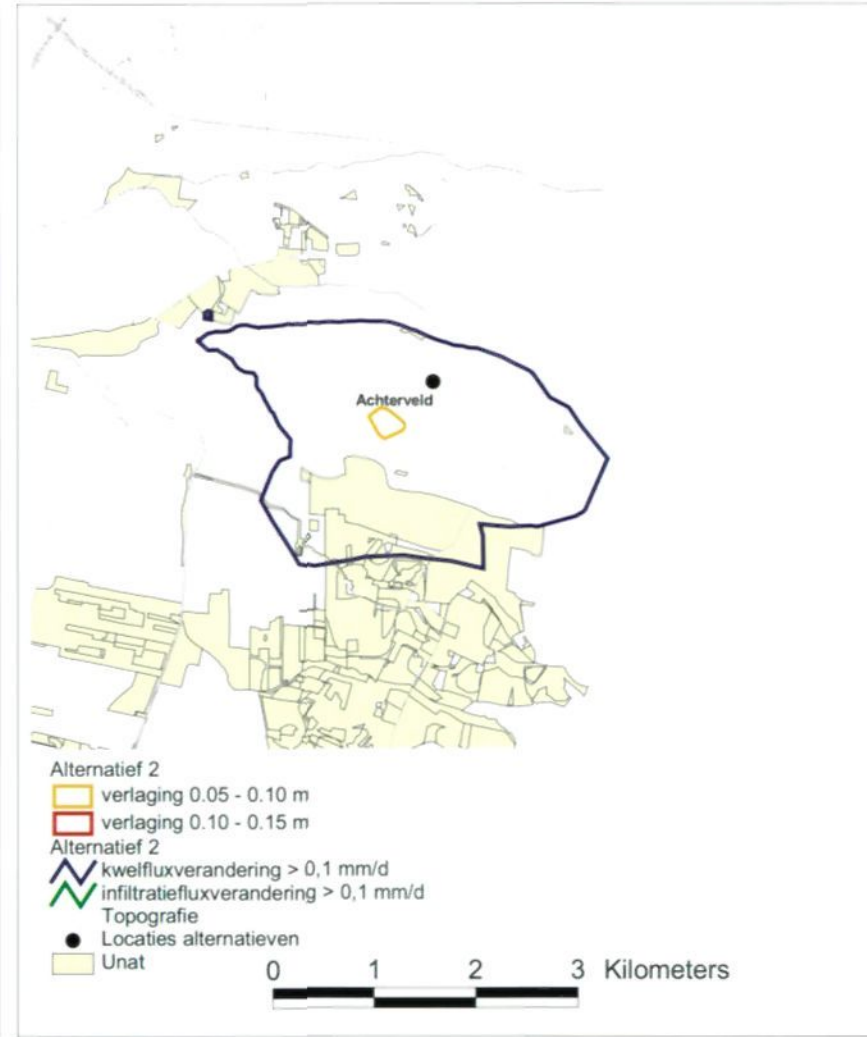 Achterveld
Alternatief 2
verlaging 0.05 - 0.10 m
verlaging 0.10 - 0.15 m
Alternatief 2
kwelfluxverandering > 0,1 mm/d
infiltratiefluxverandering > 0,1 mm/d
Topografie
Locaties alternatieven
Unat
0 1 2 3 Kilometers